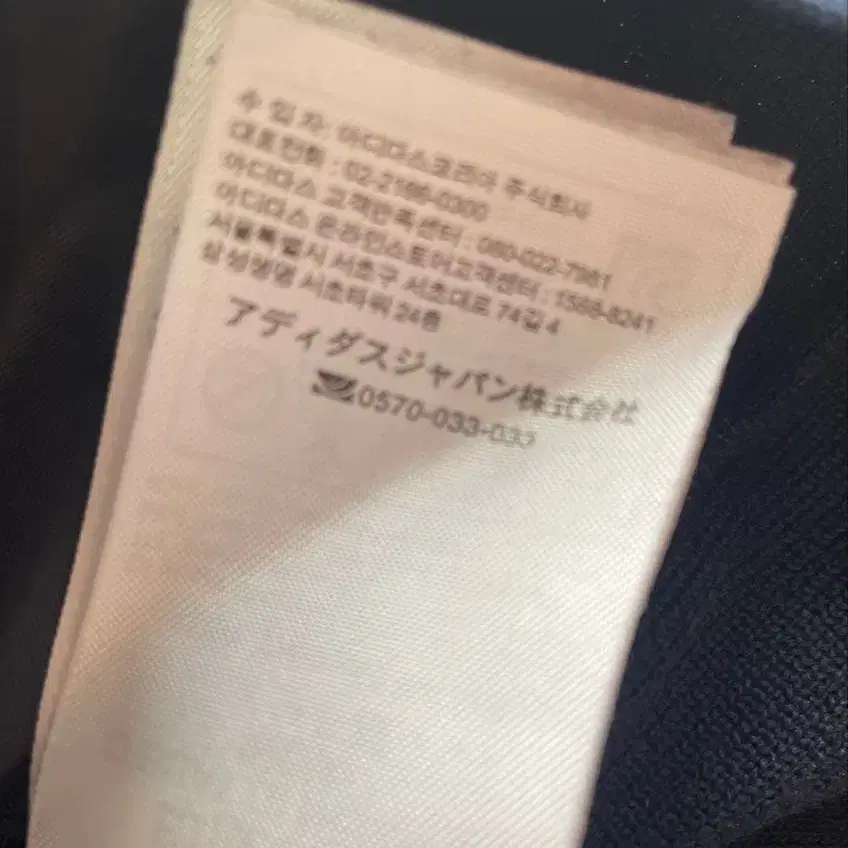 수 입 자: 아디다스코리아 주식회사
대표전화 : 02-2186-0300
아디다스 고객만족센터 : 080-022-7961
아디다스 온라인스토어고객센터 : 1588-8241
서울특별시 서초구 서초대로 74길 4
삼성생명 서초타워 24층
アディダスジャパン株式会社
0570-033-033